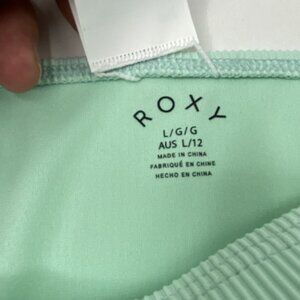 ROXY
L/G/G
AUS L/12
MADE IN CHINA
FABRIQUÉ EN CHINE
HECHO EN CHINA